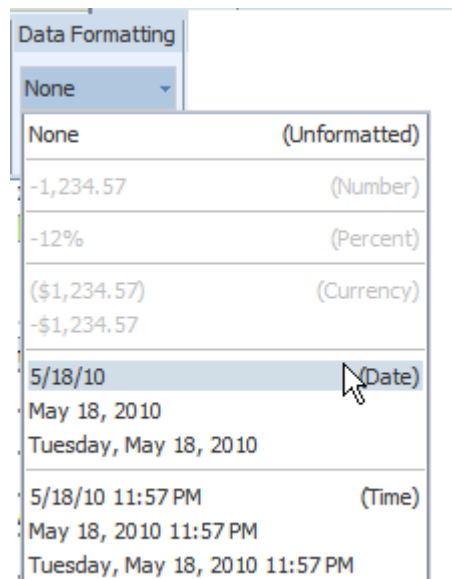 Data Formatting
None
None (Unformatted)
-1,234.57 (Number)
-12% (Percent)
($1,234.57) (Currency)
-$1,234.57
5/18/10 (Date)
May 18, 2010
Tuesday, May 18, 2010
5/18/10 11:57 PM (Time)
May 18, 2010 11:57 PM
Tuesday, May 18, 2010 11:57 PM